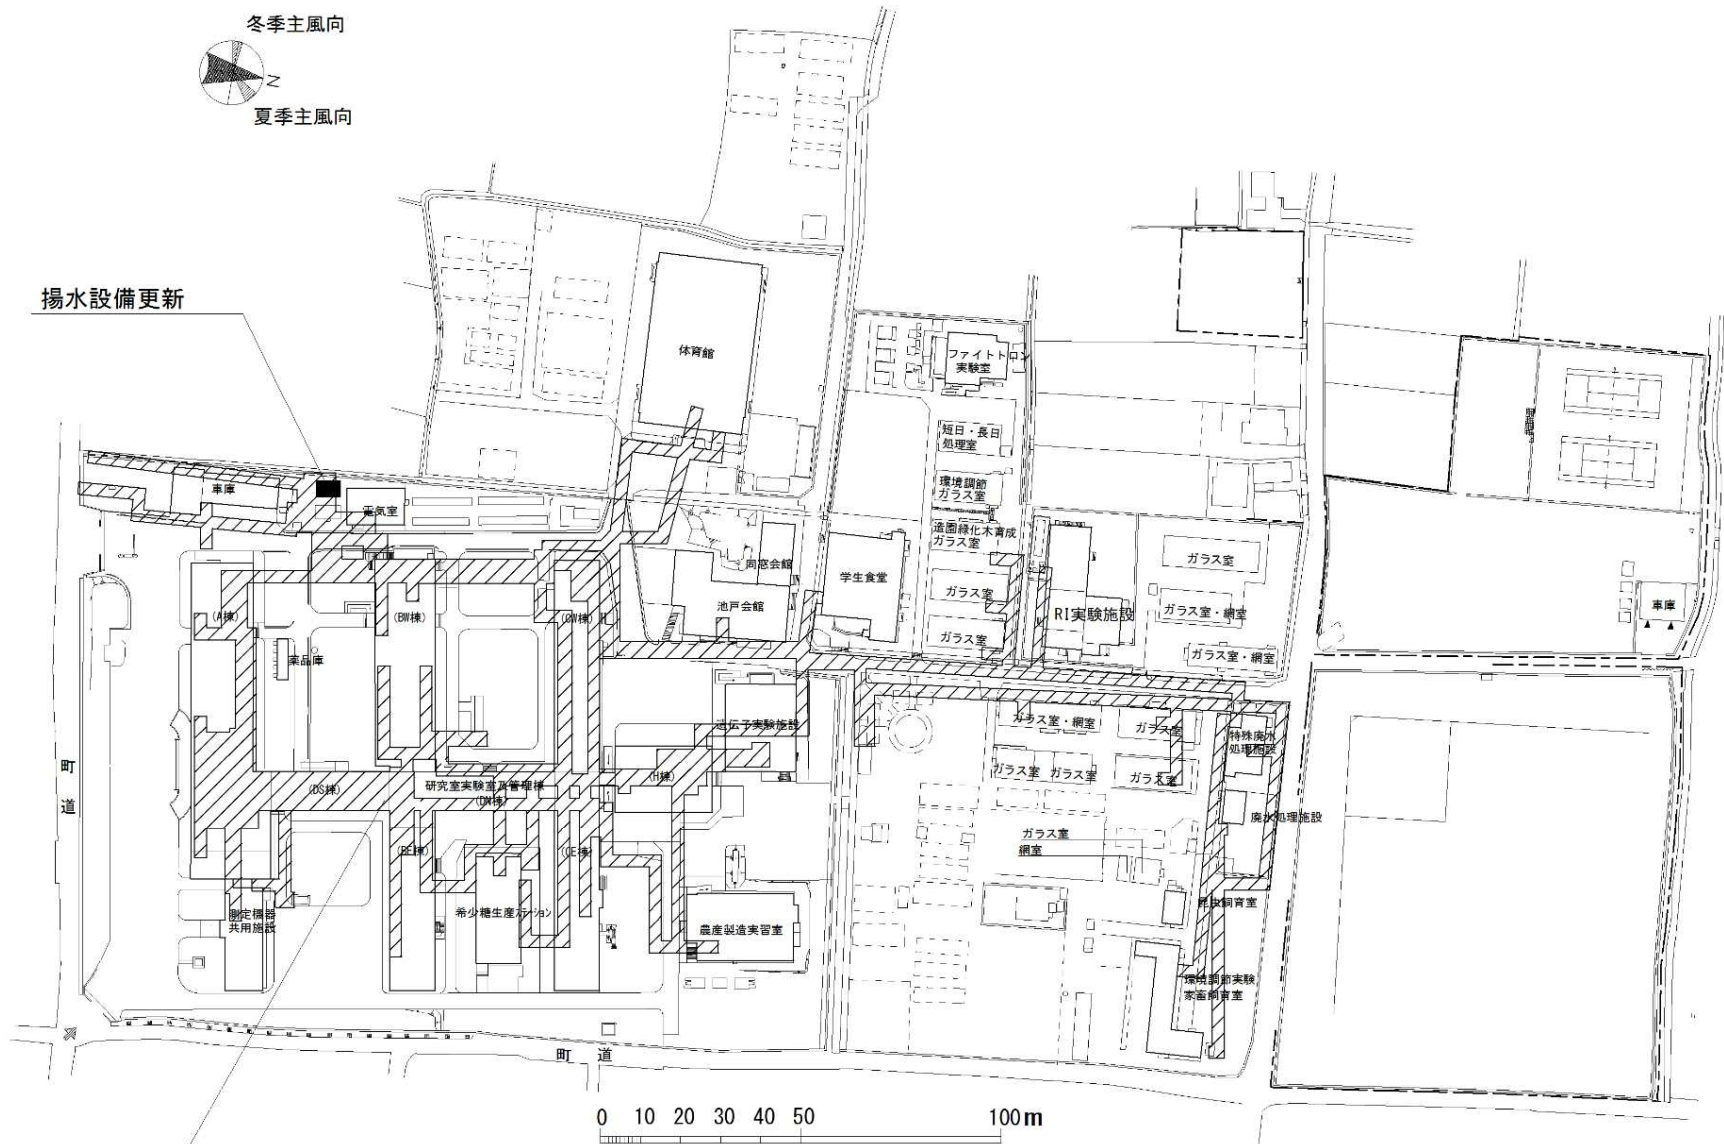 冬季主風向
N
夏季主風向
揚水設備更新
体育館
ファイトトロン
実験室
短日・長日
処理室
環境調節
ガラス室
造園緑化木育成
ガラス室
車庫
電気室
同窓会館
池戸会館
学生食堂
ガラス室
ガラス室
RI実験施設
ガラス室
ガラス室・網室
ガラス室・網室
車庫
(A棟)
(BW棟)
(CW棟)
薬品庫
遺伝子実験施設
ガラス室・網室
ガラス室
特殊廃水
処理施設
ガラス室
ガラス室
ガラス室
町道
(DS棟)
研究室実験室及管理棟
(DN棟)
(H棟)
廃水処理施設
ガラス室
網室
(BE棟)
(CE棟)
測定機器
共用施設
希少糖生産ステーション
農産製造実習室
昆虫飼育室
環境調節実験
家畜飼育室
町道
0 10 20 30 40 50 100m